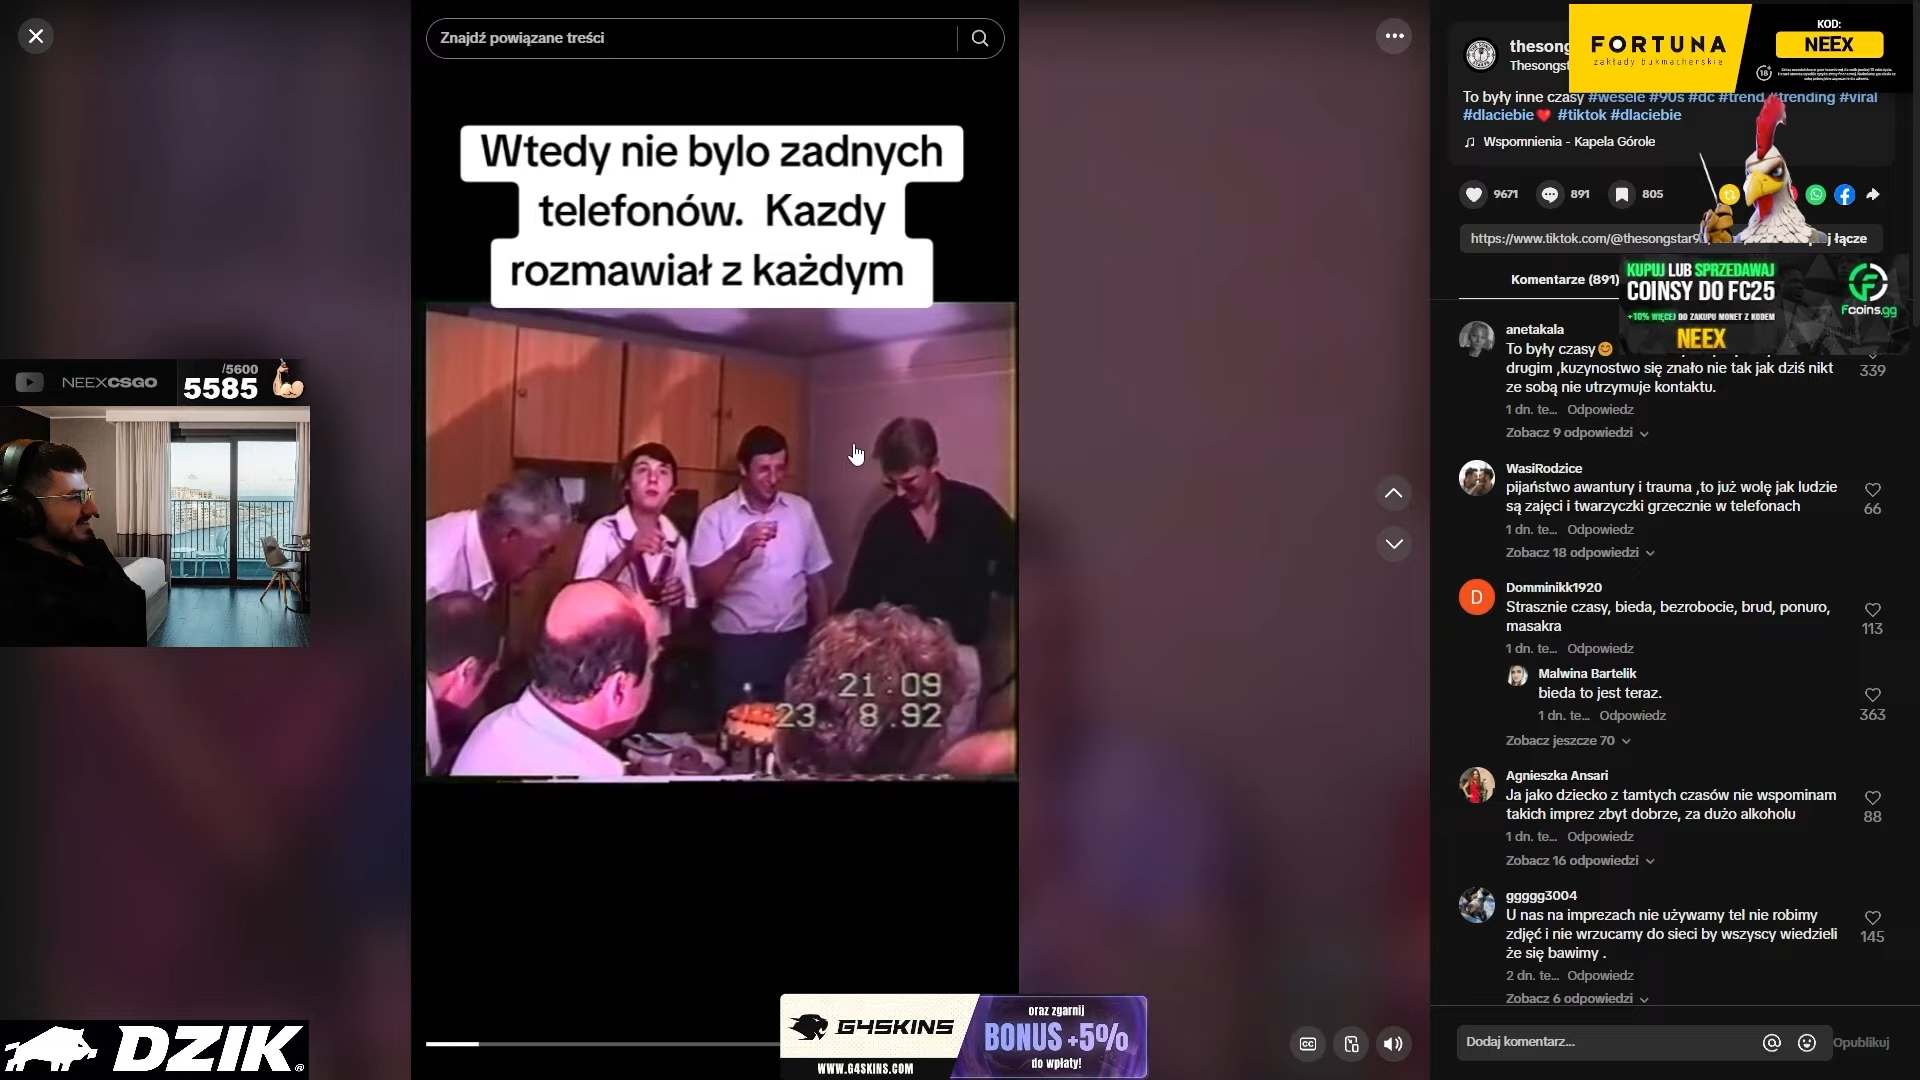 Znajdź powiązane treści
Wtedy nie bylo zadnych
telefonów. Kazdy
rozmawiał z każdym
21:09
23. 8.92
NEEXCSGO
/5600
5585
DZIK
G4SKINS
WWW.G4SKINS.COM
oraz zgarnij
BONUS +5%
do wpłaty!
FORTUNA
zakłady bukmacherskie
KOD:
NEEX
18
thesong
Thesongst
To były inne czasy #wesele #90s #dc #trend #trending #viral
#dlaciebie❤️ #tiktok #dlaciebie
Wspomnienia - Kapela Górole
9671
891
805
https://www.tiktok.com/@thesongstar9
łącze
KUPUJ LUB SPRZEDAWAJ
COINSY DO FC25
+10% WIĘCEJ DO ZAKUPU MONET Z KODEM
NEEX
Fcoins.gg
Komentarze (891)
anetakala
To były czasy😊
drugim ,kuzynostwo się znało nie tak jak dziś nikt
ze sobą nie utrzymuje kontaktu.
339
1 dn. te... Odpowiedz
Zobacz 9 odpowiedzi
WasiRodzice
pijaństwo awantury i trauma ,to już wolę jak ludzie
są zajęci i twarzyczki grzecznie w telefonach
66
1 dn. te... Odpowiedz
Zobacz 18 odpowiedzi
D
Domminikk1920
Strasznie czasy, bieda, bezrobocie, brud, ponuro,
masakra
113
1 dn. te... Odpowiedz
Malwina Bartelik
bieda to jest teraz.
363
1 dn. te... Odpowiedz
Zobacz jeszcze 70
Agnieszka Ansari
Ja jako dziecko z tamtych czasów nie wspominam
takich imprez zbyt dobrze, za dużo alkoholu
88
1 dn. te... Odpowiedz
Zobacz 16 odpowiedzi
ggggg3004
U nas na imprezach nie używamy tel nie robimy
zdjęć i nie wrzucamy do sieci by wszyscy wiedzieli
że się bawimy .
145
2 dn. te... Odpowiedz
Zobacz 6 odpowiedzi
Dodaj komentarz...
Opublikuj